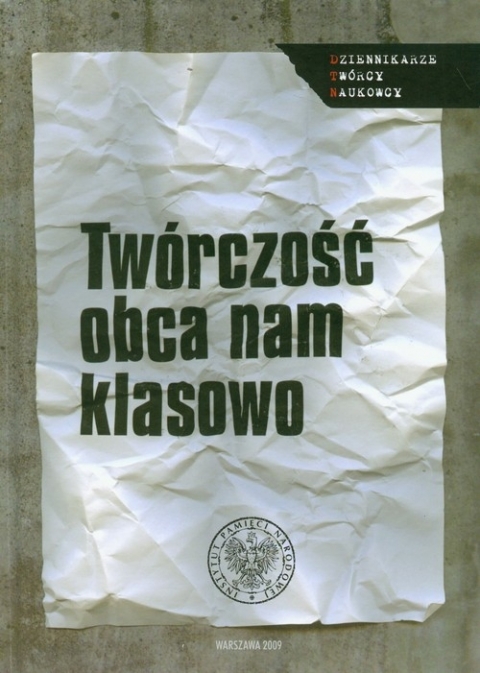 DZIENNIKARZE
TWÓRCY
NAUKOWCY
Twórczość
obca nam
klasowo
INSTYTUT PAMIĘCI NARODOWEJ
WARSZAWA 2009